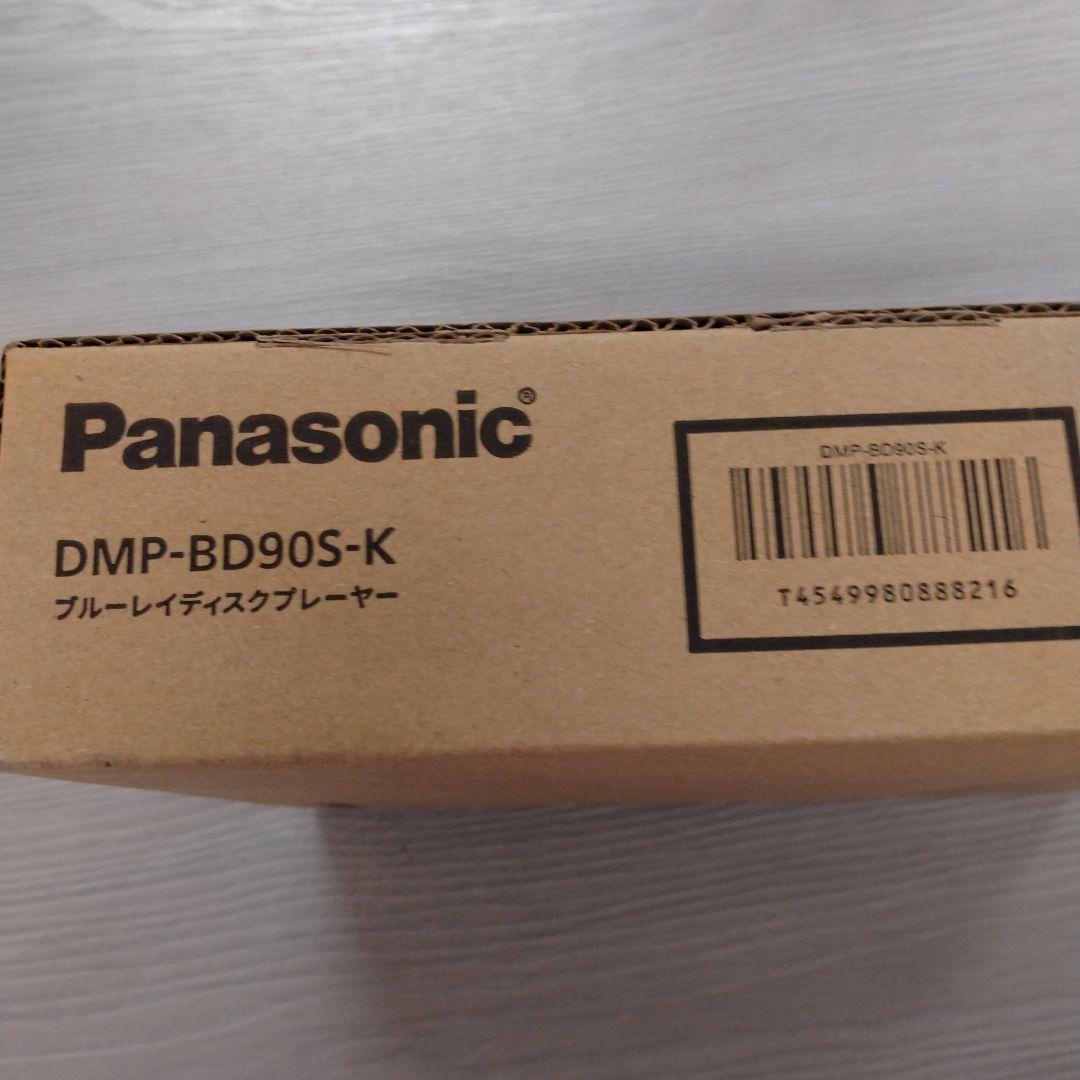 Panasonic®
DMP-BD90S-K
ブルーレイディスクプレーヤー
DMP-BD90S-K
T4549980888216